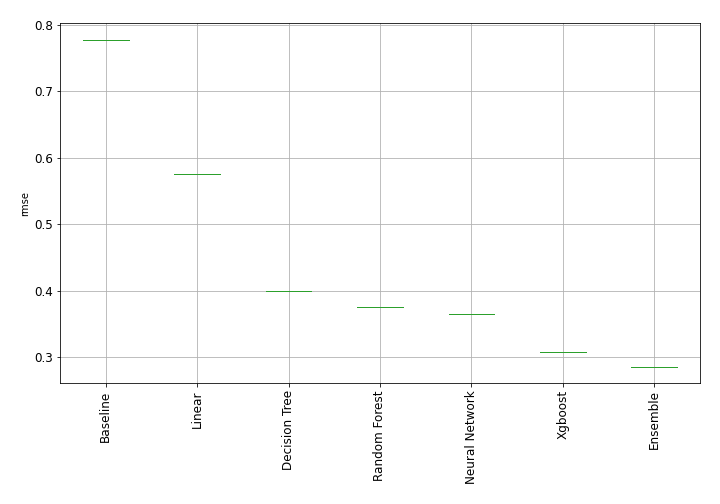 0.8
0.7
0.6
0.5
0.4
0.3
rmse
Baseline
Linear
Decision Tree
Random Forest
Neural Network
Xgboost
Ensemble